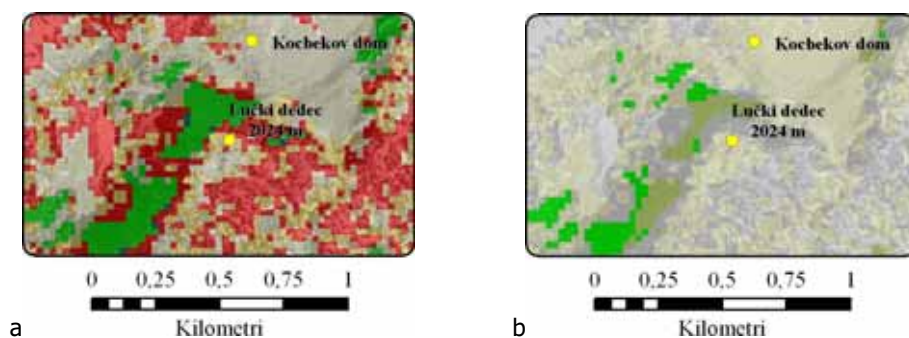 Kocbekov dom
Lučki dedec
2024 m
0 0,25 0,5 0,75 1
Kilometri
a
Kocbekov dom
Lučki dedec
2024 m
0 0,25 0,5 0,75 1
Kilometri
b